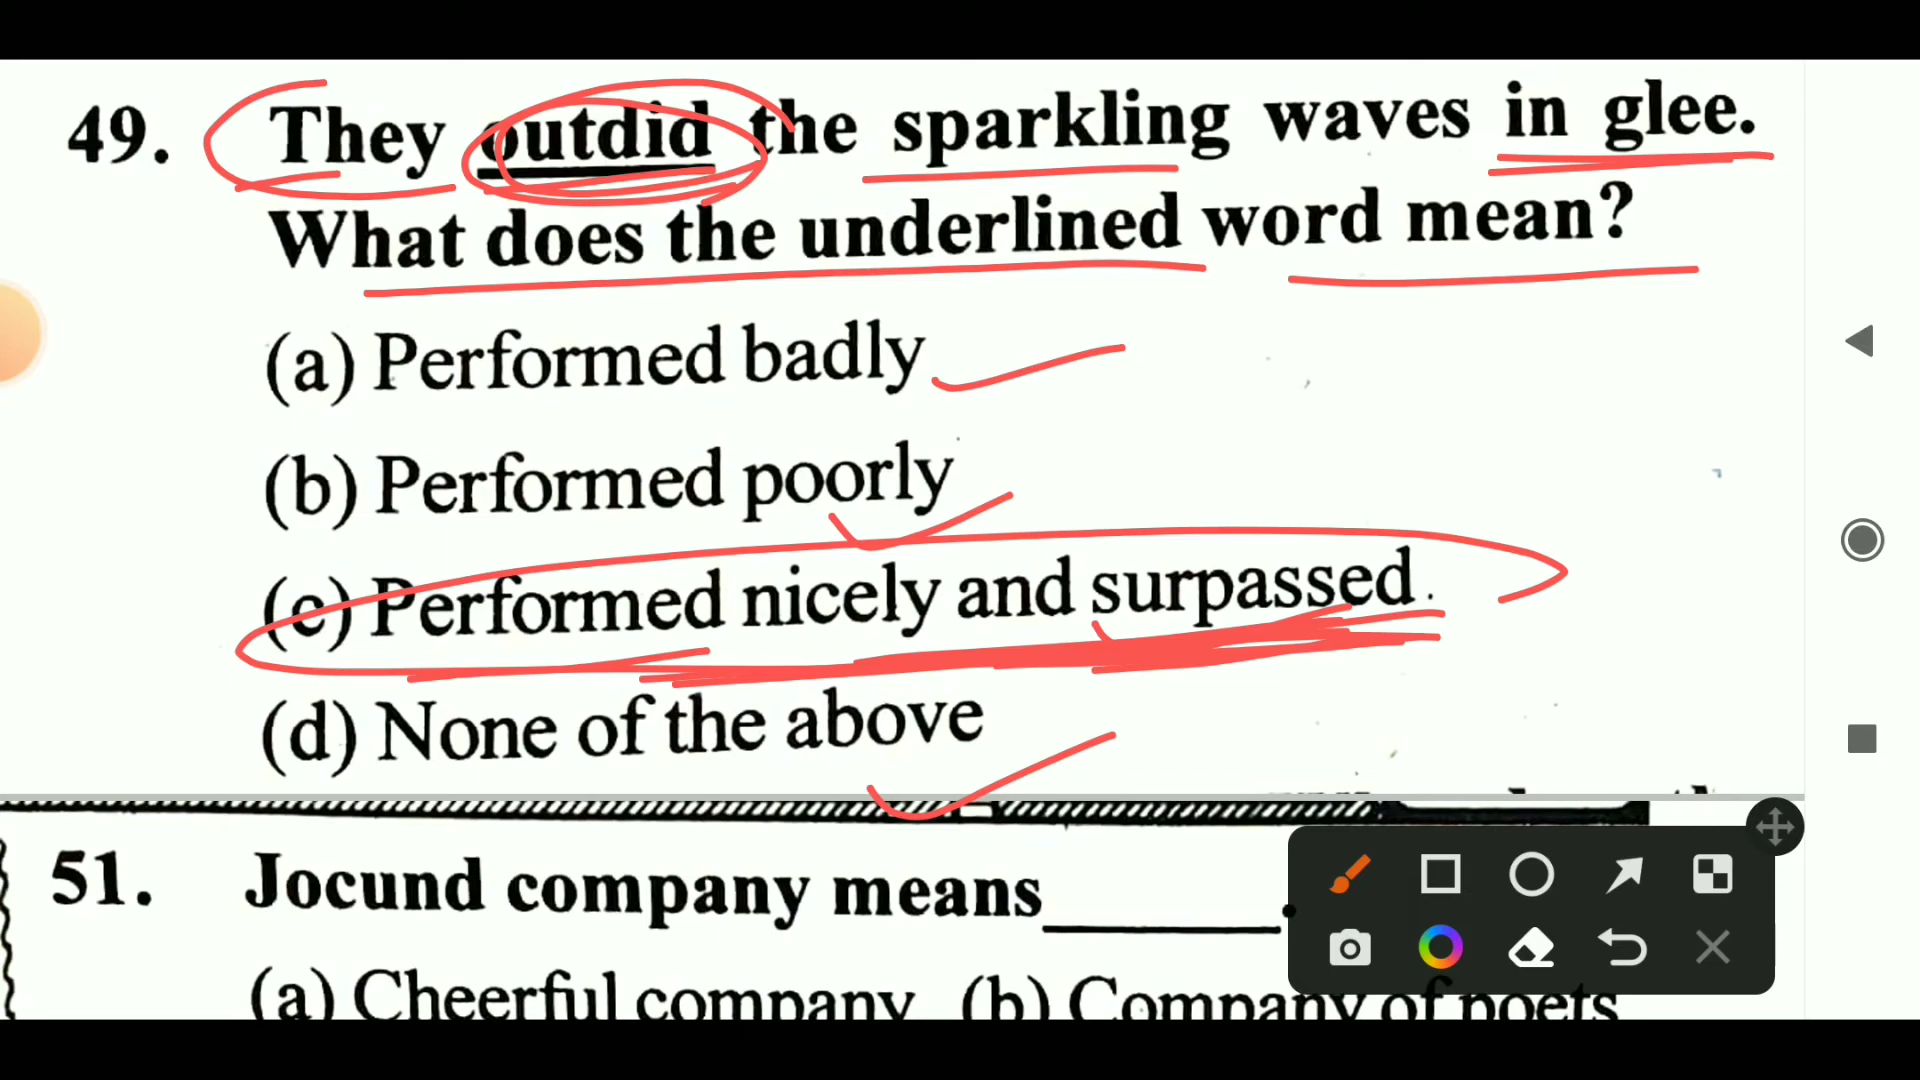 49. They outdid the sparkling waves in glee.
What does the underlined word mean?
(a) Performed badly
(b) Performed poorly
(c) Performed nicely and surpassed.
(d) None of the above
51. Jocund company means______.
(a) Cheerful company (b) Company of poets